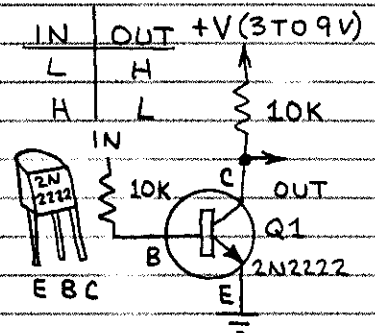 IN OUT +V (3 TO 9V)
L H
H L
10K
IN
10K
C
OUT
2N
2222
B
Q1
2N2222
E B C
E